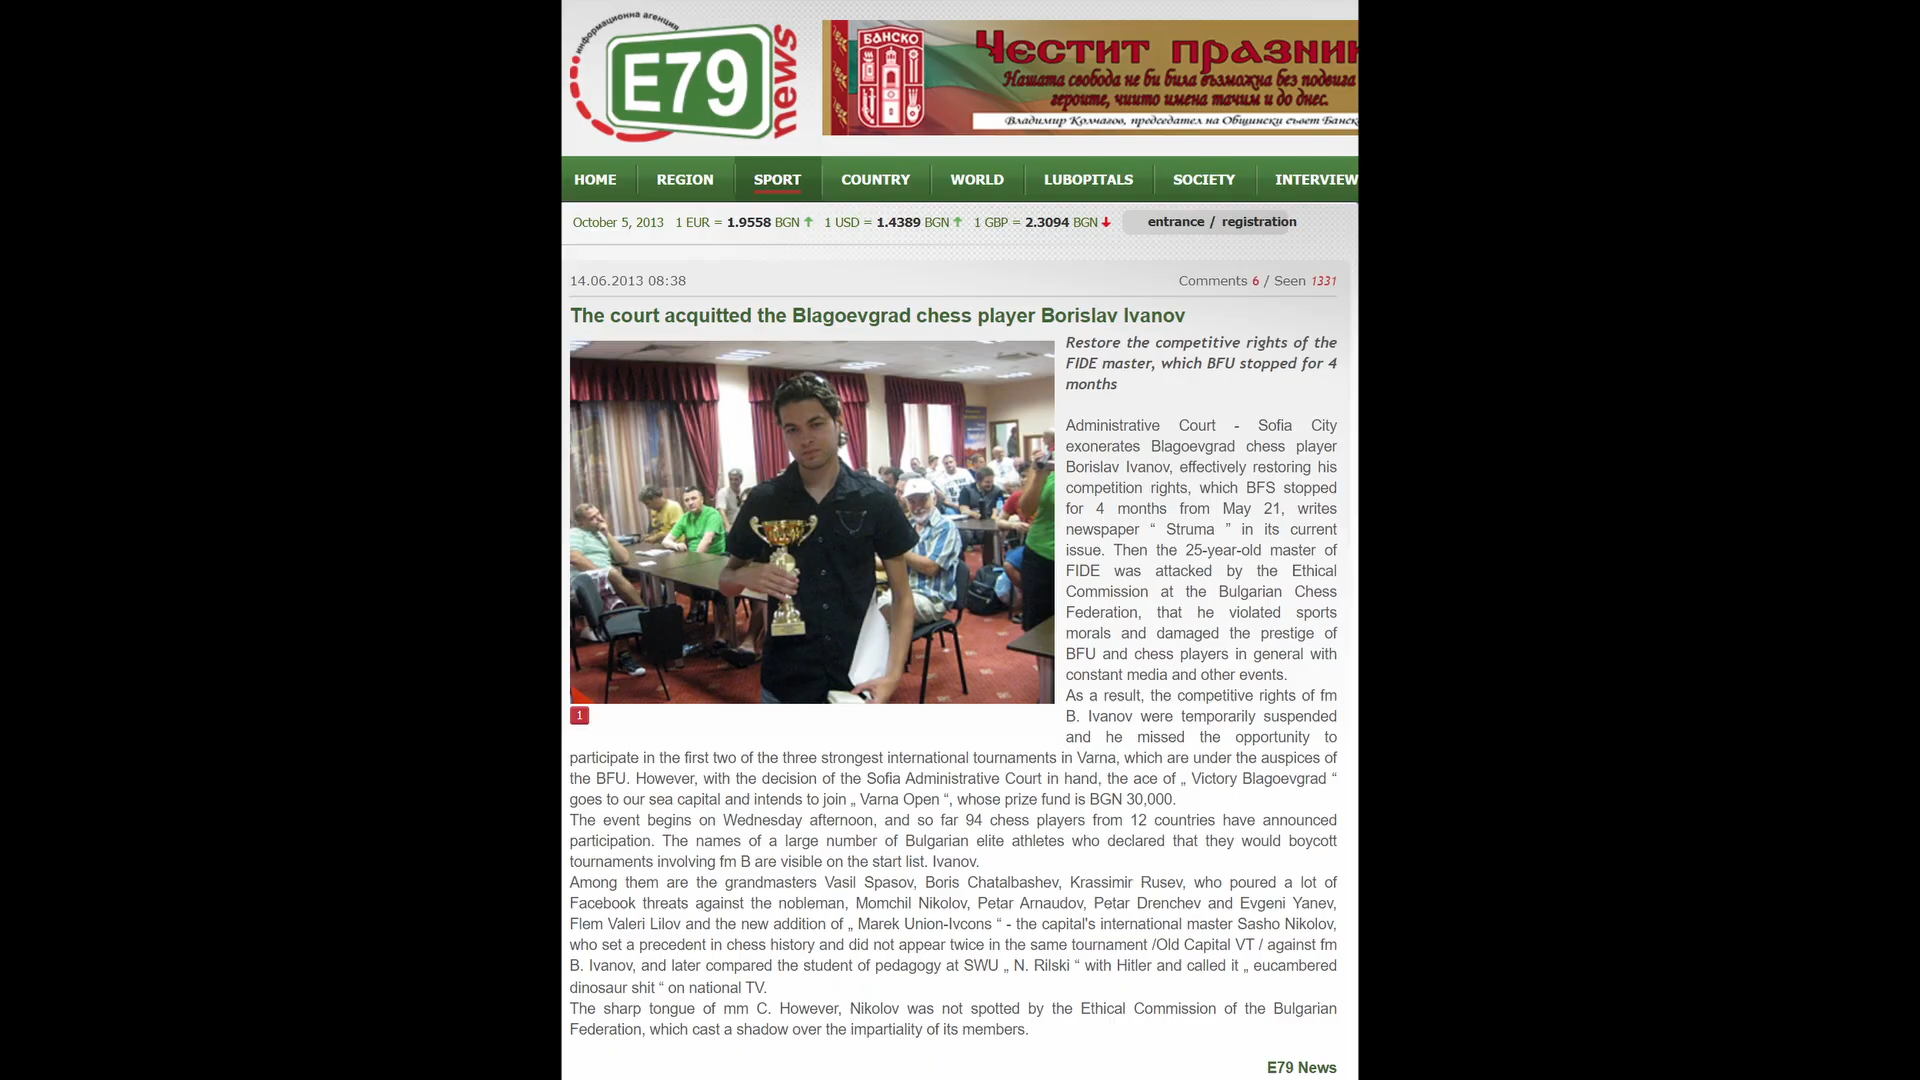 информационна агенция
E79
news
БАНСКО
Честит празник
Нашата свобода не би била възможна без подвига
героите, чиито имена тачим и до днес.
Владимир Колчагов, председател на Общински съвет Банско
HOME REGION SPORT COUNTRY WORLD LUBOPITALS SOCIETY INTERVIEW
October 5, 2013 1 EUR = 1.9558 BGN 1 USD = 1.4389 BGN 1 GBP = 2.3094 BGN entrance / registration
14.06.2013 08:38 Comments 6 / Seen 1331
The court acquitted the Blagoevgrad chess player Borislav Ivanov
Restore the competitive rights of the
FIDE master, which BFU stopped for 4
months
Administrative Court - Sofia City
exonerates Blagoevgrad chess player
Borislav Ivanov, effectively restoring his
competition rights, which BFS stopped
for 4 months from May 21, writes
newspaper “ Struma ” in its current
issue. Then the 25-year-old master of
FIDE was attacked by the Ethical
Commission at the Bulgarian Chess
Federation, that he violated sports
morals and damaged the prestige of
BFU and chess players in general with
constant media and other events.
As a result, the competitive rights of fm
B. Ivanov were temporarily suspended
and he missed the opportunity to
1
participate in the first two of the three strongest international tournaments in Varna, which are under the auspices of
the BFU. However, with the decision of the Sofia Administrative Court in hand, the ace of „ Victory Blagoevgrad “
goes to our sea capital and intends to join „ Varna Open “, whose prize fund is BGN 30,000.
The event begins on Wednesday afternoon, and so far 94 chess players from 12 countries have announced
participation. The names of a large number of Bulgarian elite athletes who declared that they would boycott
tournaments involving fm B are visible on the start list. Ivanov.
Among them are the grandmasters Vasil Spasov, Boris Chatalbashev, Krassimir Rusev, who poured a lot of
Facebook threats against the nobleman, Momchil Nikolov, Petar Arnaudov, Petar Drenchev and Evgeni Yanev,
Flem Valeri Lilov and the new addition of „ Marek Union-Ivcons “ - the capital's international master Sasho Nikolov,
who set a precedent in chess history and did not appear twice in the same tournament /Old Capital VT / against fm
B. Ivanov, and later compared the student of pedagogy at SWU „ N. Rilski “ with Hitler and called it „ eucambered
dinosaur shit “ on national TV.
The sharp tongue of mm C. However, Nikolov was not spotted by the Ethical Commission of the Bulgarian
Federation, which cast a shadow over the impartiality of its members.
E79 News